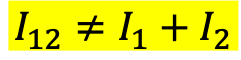 I₁₂ ≠ I₁ + I₂